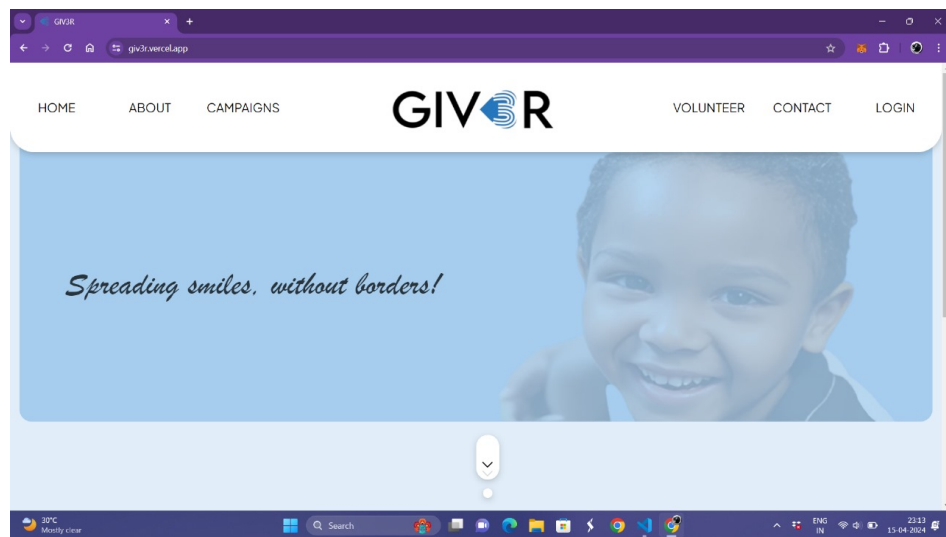 GIV3R
giv3r.vercel.app
HOME ABOUT CAMPAIGNS GIV3R VOLUNTEER CONTACT LOGIN
Spreading smiles, without borders!
30°C
Mostly clear
Search
ENG
IN
23:13
15-04-2024